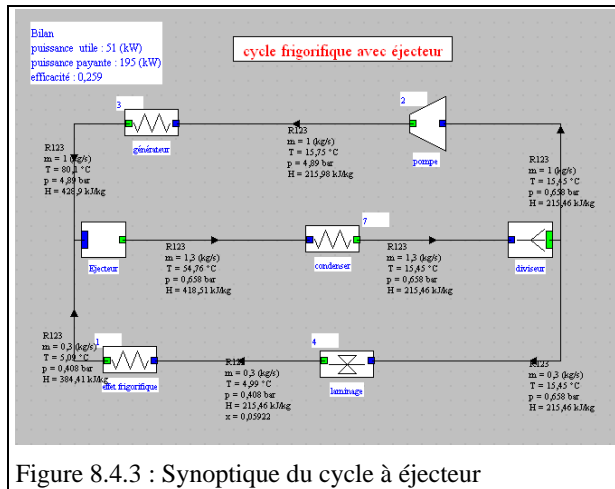 Bilan
puissance utile : 51 (kW)
puissance payante : 195 (kW)
efficacité : 0,259
cycle frigorifique avec éjecteur
3
générateur
2
pompe
R123
m = 1 (kg/s)
T = 80,1 °C
p = 4,89 bar
H = 428,9 kJ/kg
R123
m = 1 (kg/s)
T = 15,75 °C
p = 4,89 bar
H = 215,98 kJ/kg
R123
m = 1 (kg/s)
T = 15,45 °C
p = 0,658 bar
H = 215,46 kJ/kg
Ejecteur
7
condenser
diviseur
R123
m = 1,3 (kg/s)
T = 54,76 °C
p = 0,658 bar
H = 418,51 kJ/kg
R123
m = 1,3 (kg/s)
T = 15,45 °C
p = 0,658 bar
H = 215,46 kJ/kg
R123
m = 0,3 (kg/s)
T = 5,09 °C
p = 0,408 bar
H = 384,41 kJ/kg
1
effet frigorifique
4
laminage
R123
m = 0,3 (kg/s)
T = 4,99 °C
p = 0,408 bar
H = 215,46 kJ/kg
x = 0,05922
R123
m = 0,3 (kg/s)
T = 15,45 °C
p = 0,658 bar
H = 215,46 kJ/kg
Figure 8.4.3 : Synoptique du cycle à éjecteur